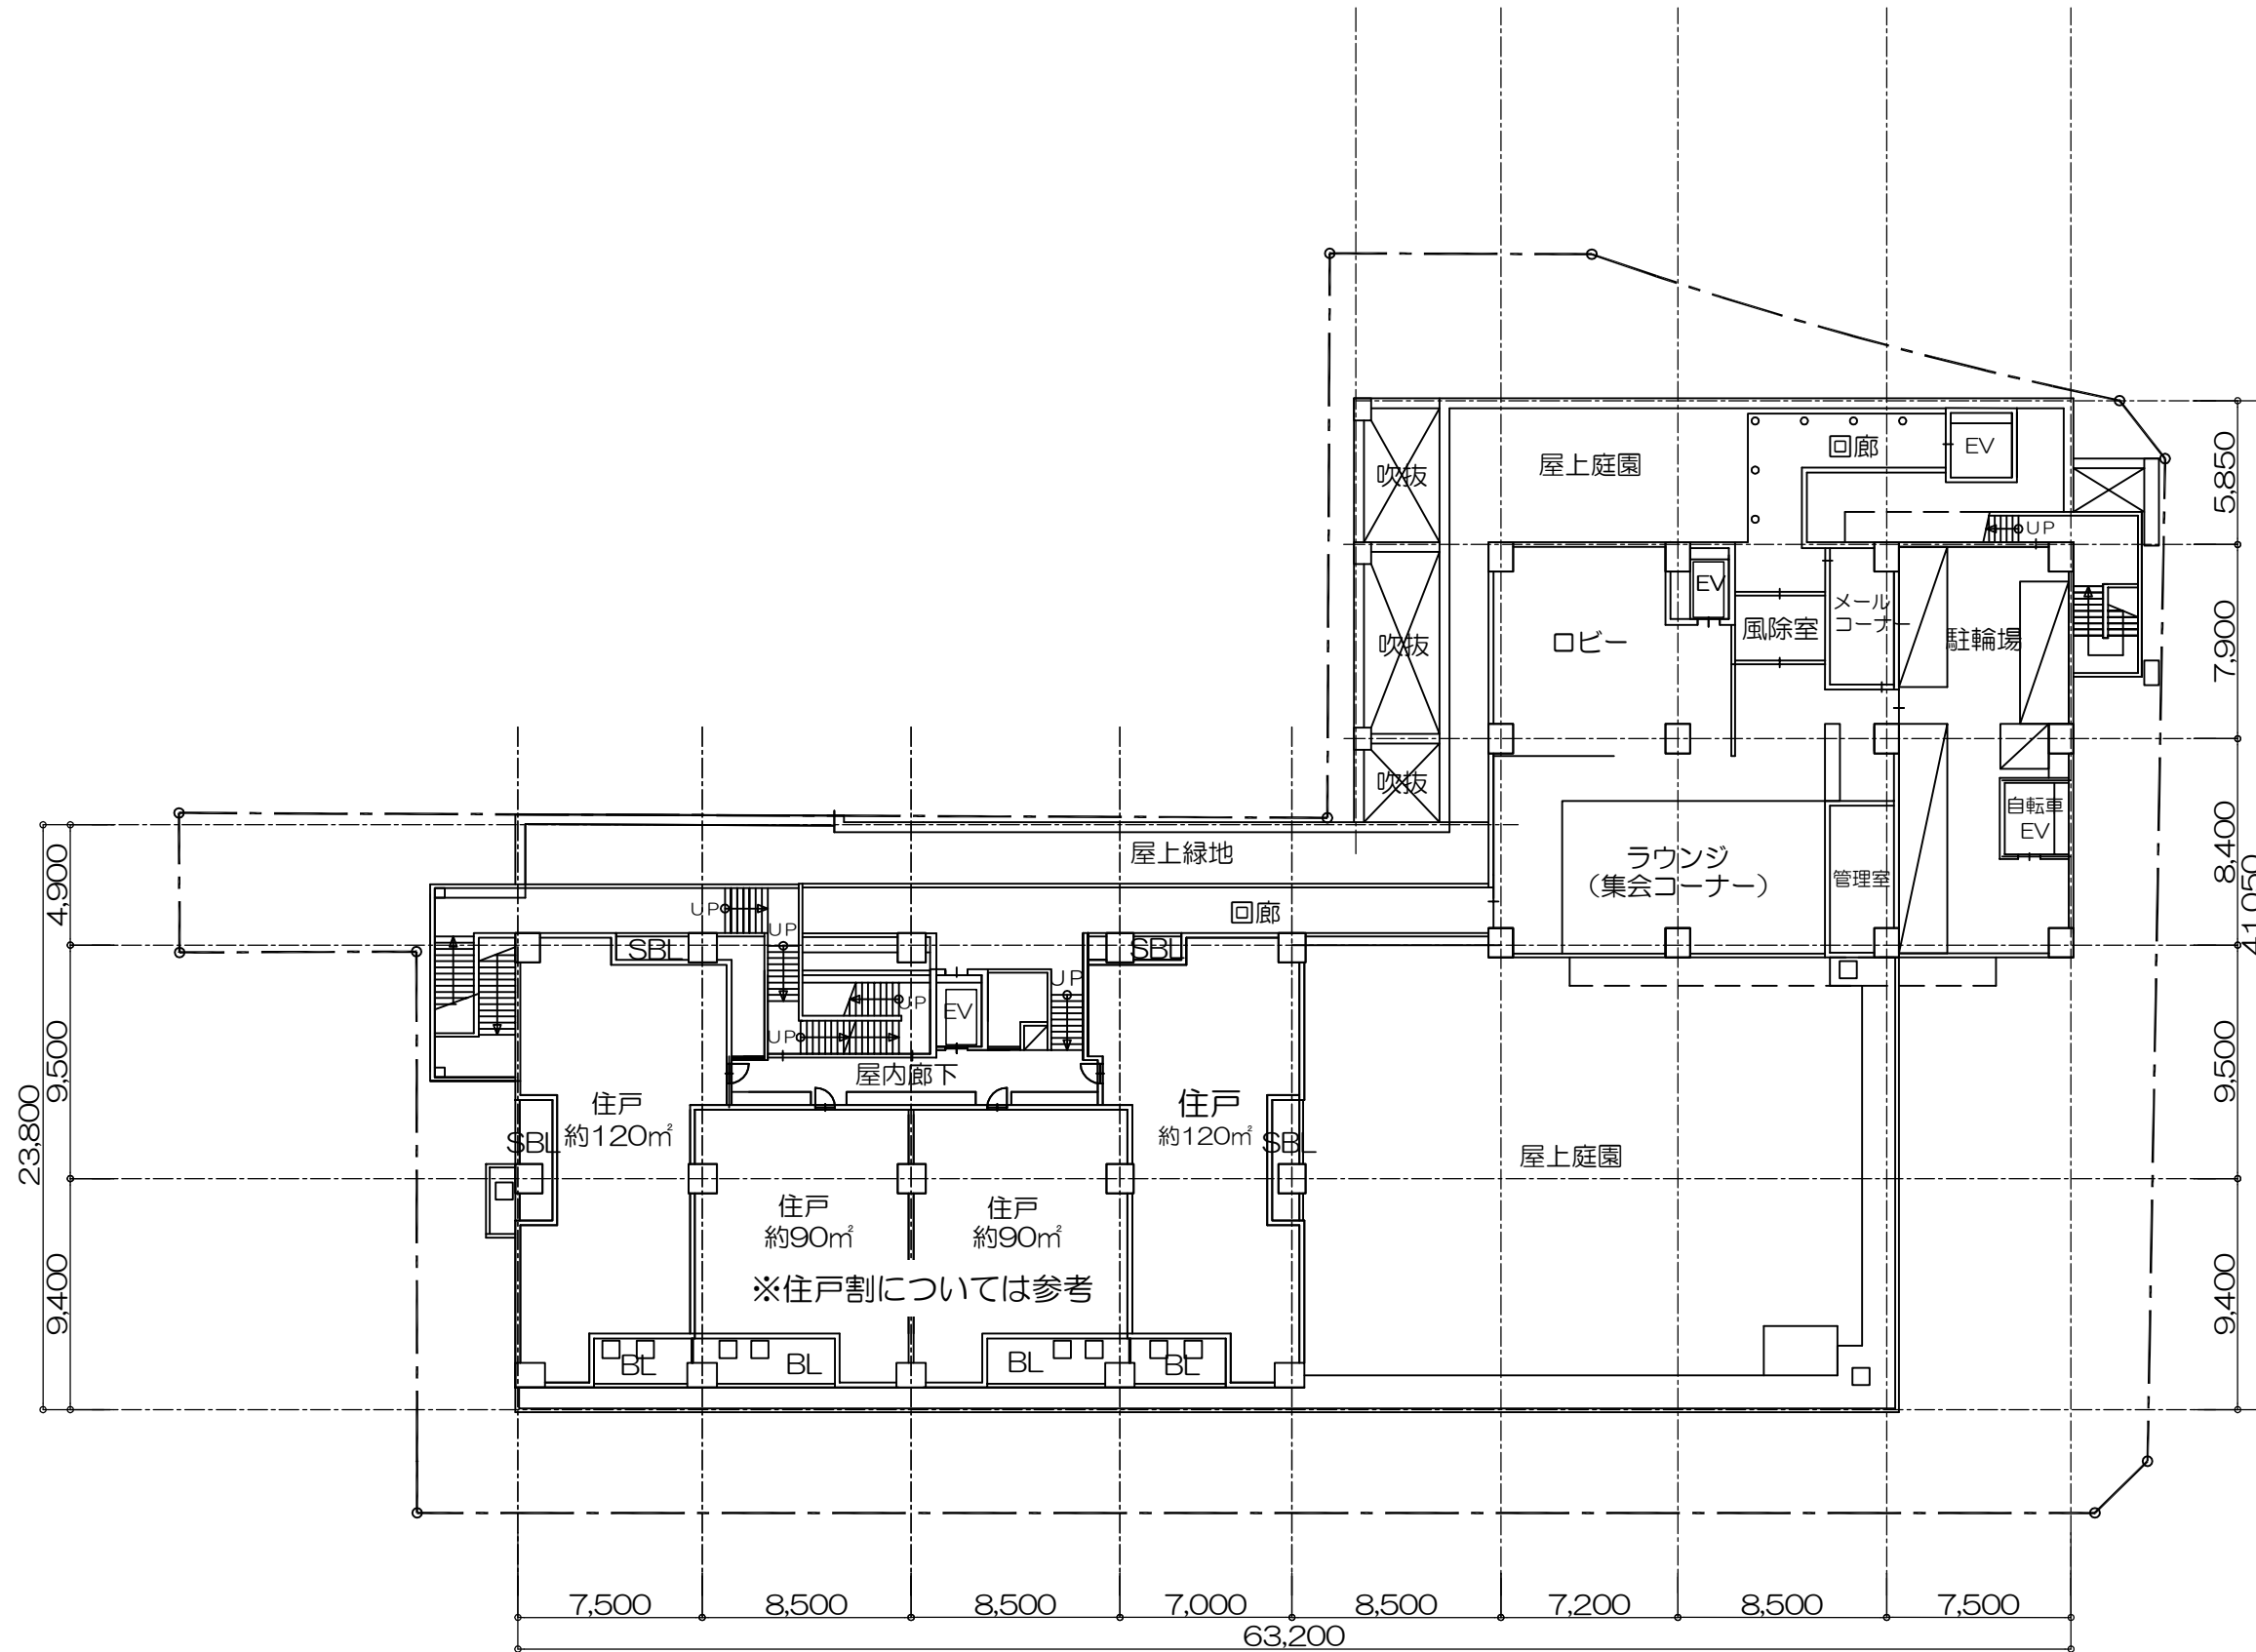 吹抜
屋上庭園
回廊
EV
5,850
UP
EV
メール
コーナー
風除室
ロビー
吹抜
駐輪場
7,900
吹抜
自転車
EV
8,400
41,050
屋上緑地
ラウンジ
（集会コーナー）
管理室
4,900
回廊
UP
UP
SBL
SBL
UP
UP
EV
UP
屋内廊下
9,500
23,800
9,500
住戸
約120㎡
SBL
住戸
約120㎡
SBL
屋上庭園
住戸
約90㎡
住戸
約90㎡
※住戸割については参考
9,400
9,400
BL
BL
BL
BL
7,500
8,500
8,500
7,000
8,500
7,200
8,500
7,500
63,200